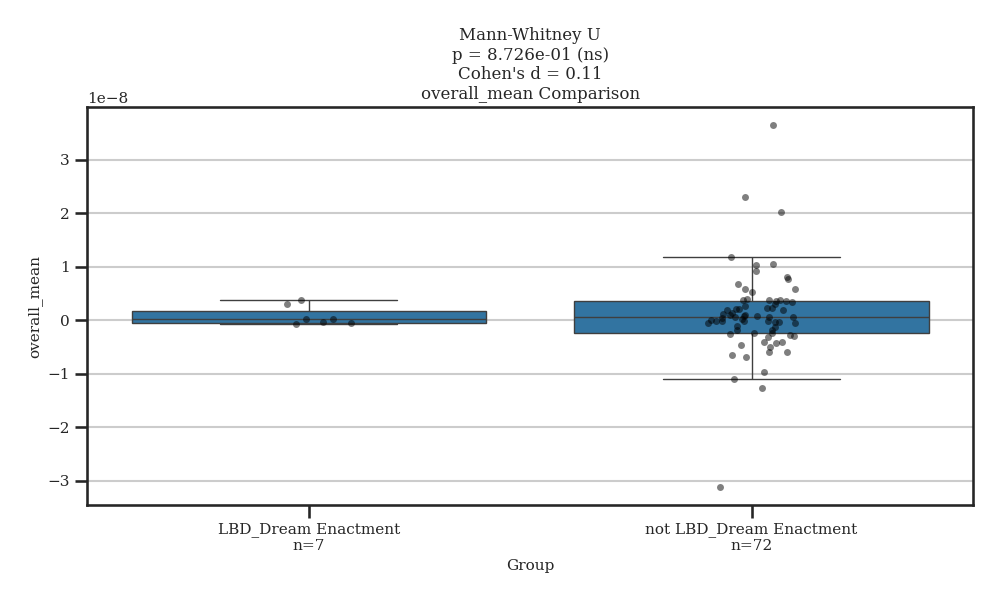 Mann-Whitney U
p = 8.726e-01 (ns)
Cohen's d = 0.11
overall_mean Comparison
1e−8
3
2
1
0
−1
−2
−3
overall_mean
LBD_Dream Enactment
n=7
not LBD_Dream Enactment
n=72
Group